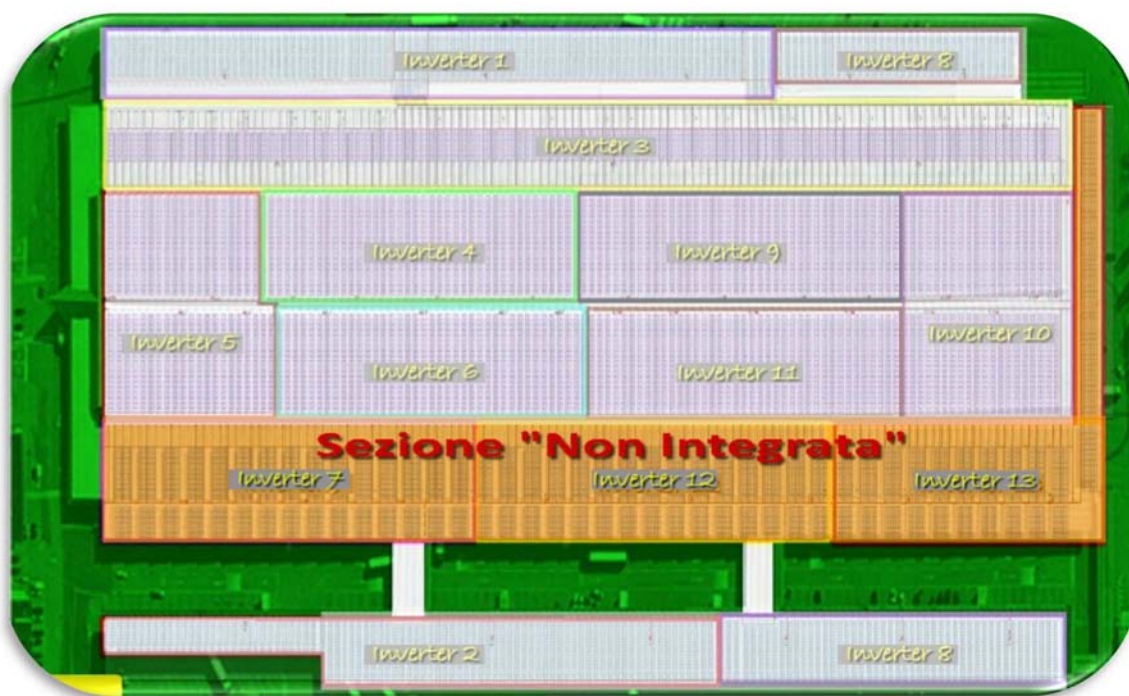 Inverter 1
Inverter 8
Inverter 3
Inverter 4
Inverter 9
Inverter 5
Inverter 6
Inverter 11
Inverter 10
Sezione "Non Integrata"
Inverter 7
Inverter 12
Inverter 13
Inverter 2
Inverter 8